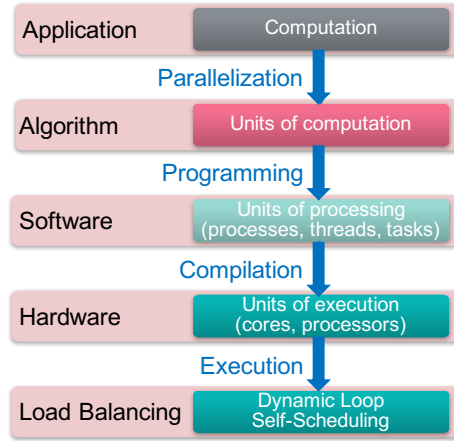 Application
Computation
Parallelization
Algorithm
Units of computation
Programming
Software
Units of processing
(processes, threads, tasks)
Compilation
Hardware
Units of execution
(cores, processors)
Execution
Load Balancing
Dynamic Loop
Self-Scheduling